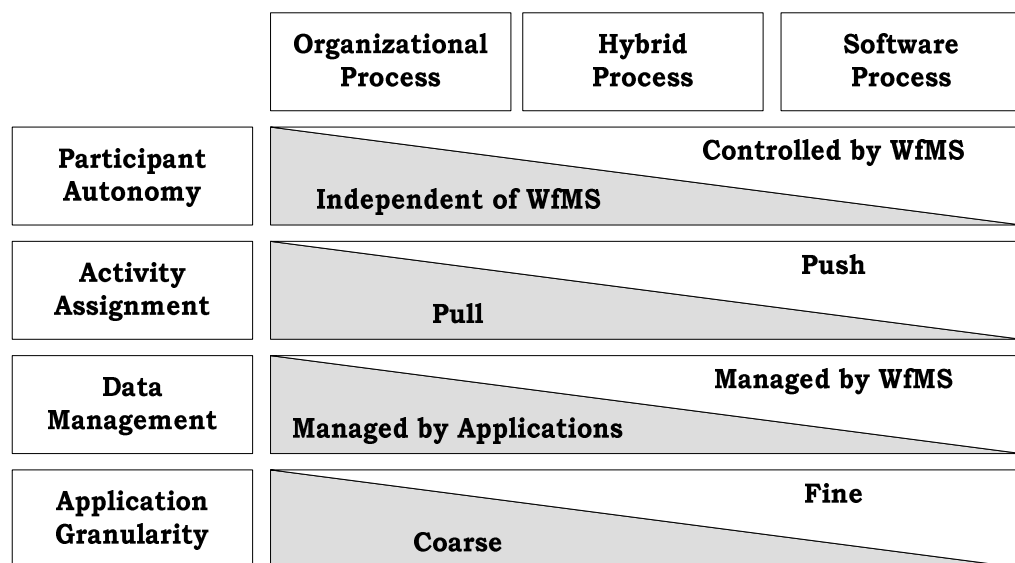 Organizational
Process
Hybrid
Process
Software
Process
Participant
Autonomy
Controlled by WfMS
Independent of WfMS
Activity
Assignment
Push
Pull
Data
Management
Managed by WfMS
Managed by Applications
Application
Granularity
Fine
Coarse